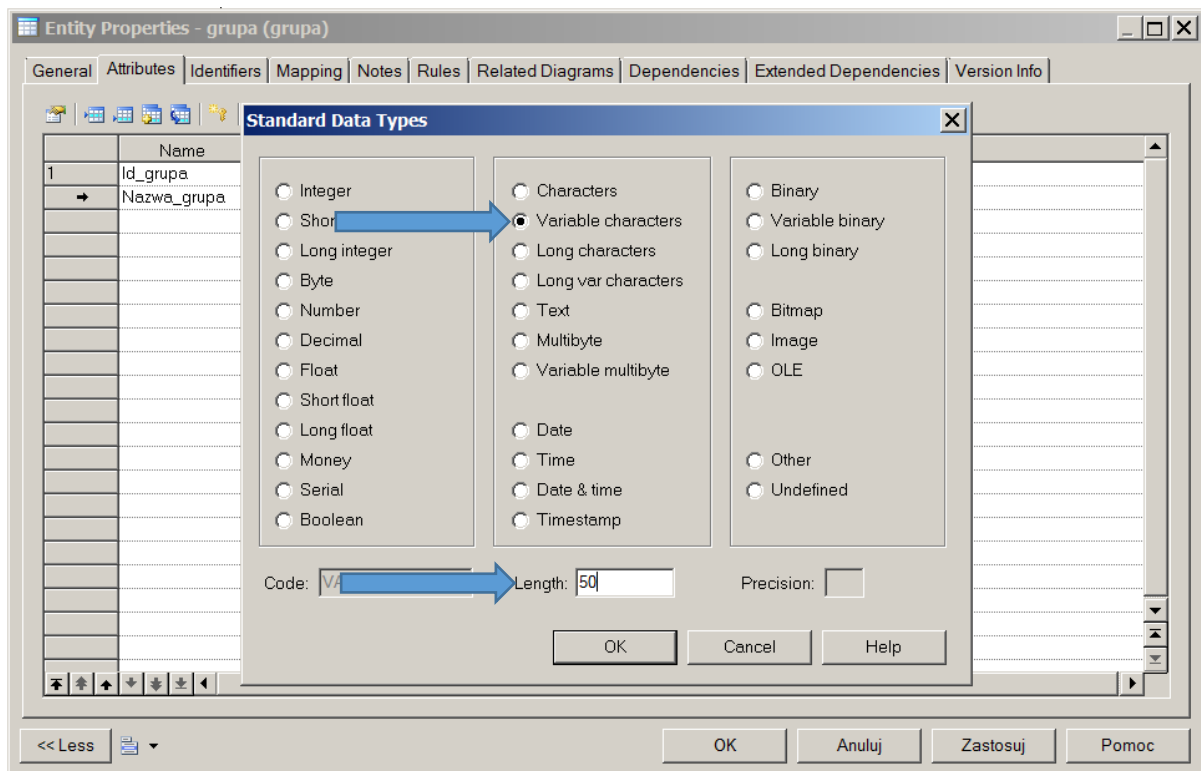 Entity Properties - grupa (grupa)
General Attributes Identifiers Mapping Notes Rules Related Diagrams Dependencies Extended Dependencies Version Info
Standard Data Types
Name
1 Id_grupa
Nazwa_grupa
Integer
Long integer
Byte
Number
Decimal
Float
Short float
Long float
Money
Serial
Boolean
Characters
Variable characters
Long characters
Long var characters
Text
Multibyte
Variable multibyte
Date
Time
Date & time
Timestamp
Binary
Variable binary
Long binary
Bitmap
Image
OLE
Other
Undefined
Code: Length: 50 Precision:
OK Cancel Help
<< Less OK Anuluj Zastosuj Pomoc